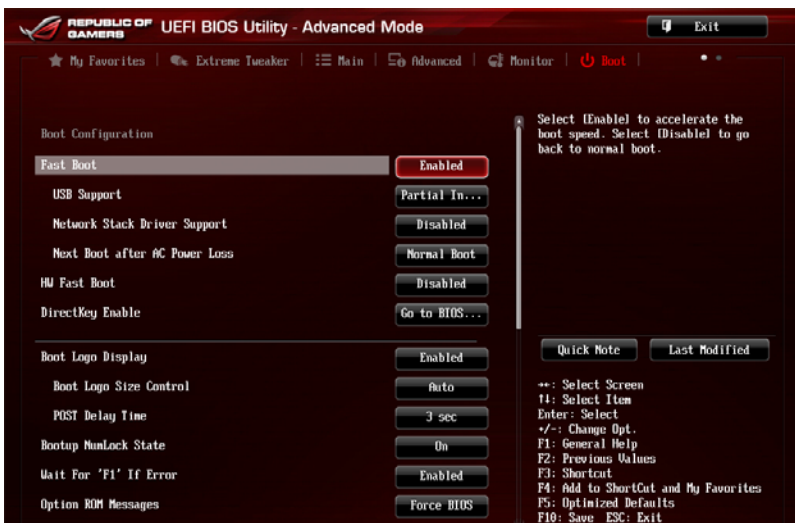 REPUBLIC OF
GAMERS
UEFI BIOS Utility - Advanced Mode
Exit
My Favorites
Extreme Tweaker
Main
Advanced
Monitor
Boot
Boot Configuration
Fast Boot Enabled
USB Support Partial In...
Network Stack Driver Support Disabled
Next Boot after AC Power Loss Normal Boot
HW Fast Boot Disabled
DirectKey Enable Go to BIOS...
Boot Logo Display Enabled
Boot Logo Size Control Auto
POST Delay Time 3 sec
Bootup NumLock State On
Wait For 'F1' If Error Enabled
Option ROM Messages Force BIOS
Select [Enable] to accelerate the
boot speed. Select [Disable] to go
back to normal boot.
Quick Note
Last Modified
→←: Select Screen
↑↓: Select Item
Enter: Select
+/-: Change Opt.
F1: General Help
F2: Previous Values
F3: Shortcut
F4: Add to ShortCut and My Favorites
F5: Optimized Defaults
F10: Save ESC: Exit